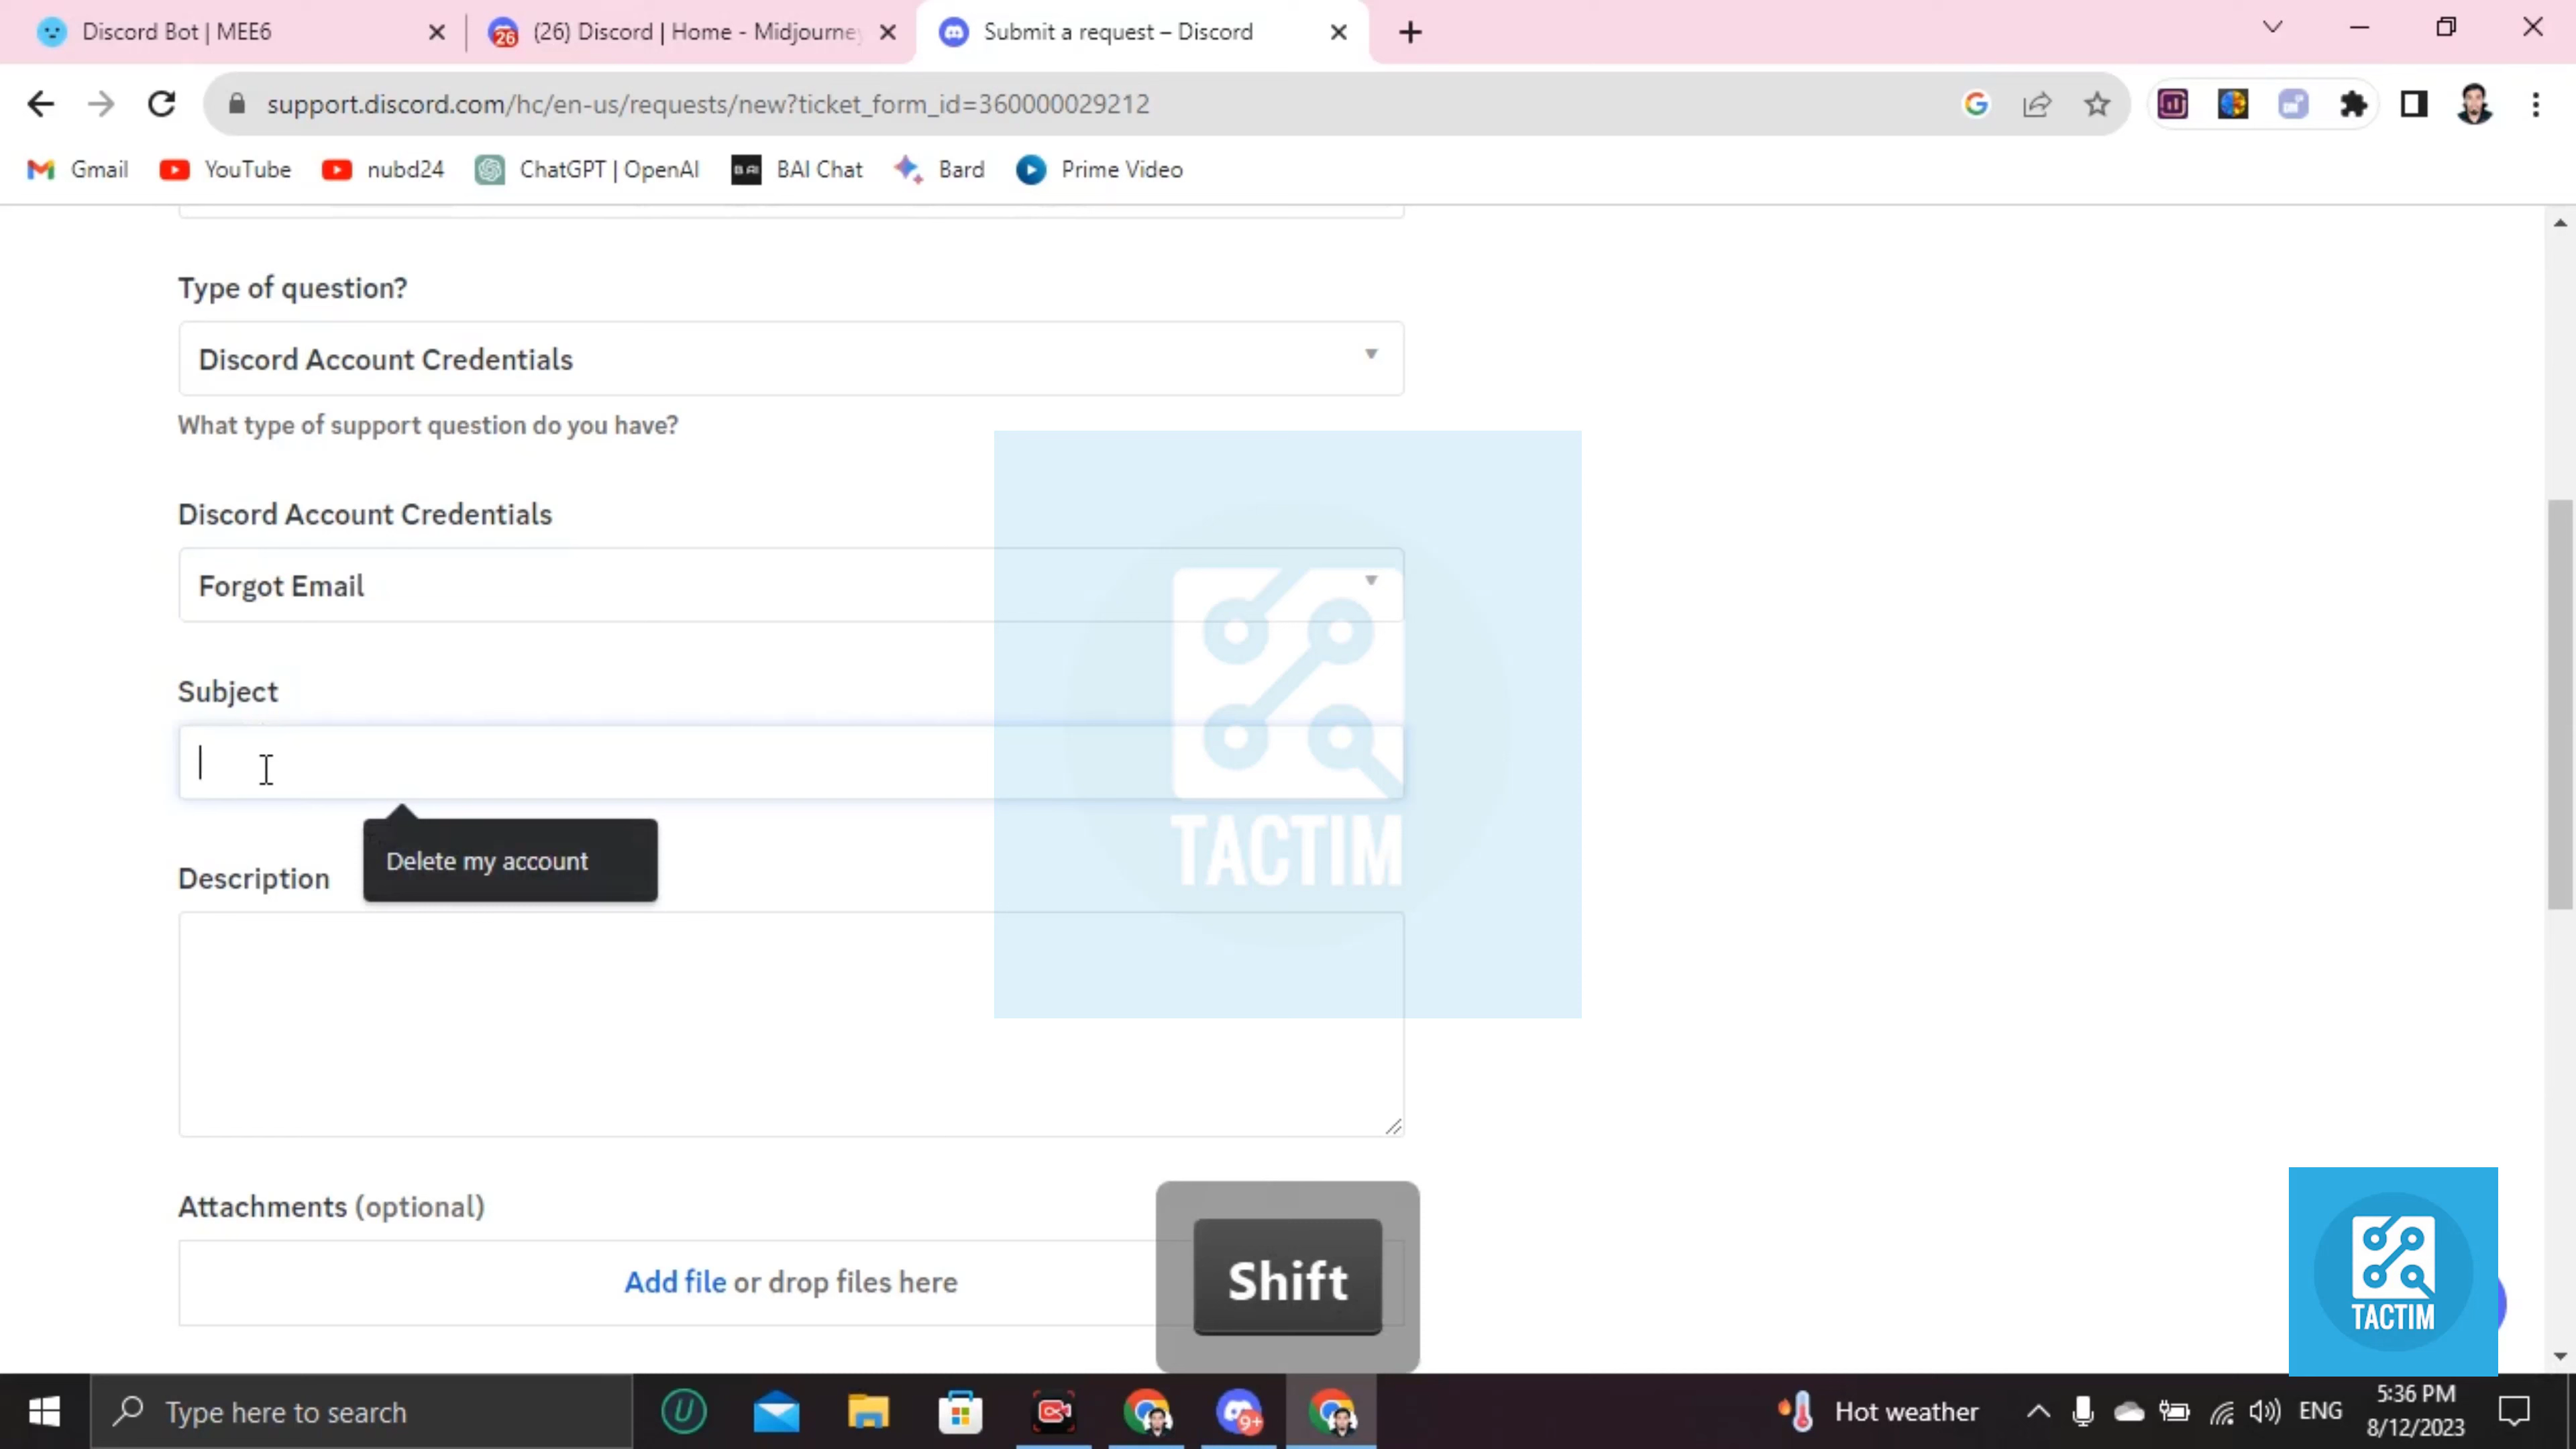 Discord Bot | MEE6
(26) Discord | Home - Midjourney
Submit a request – Discord
support.discord.com/hc/en-us/requests/new?ticket_form_id=360000029212
Gmail
YouTube
nubd24
ChatGPT | OpenAI
BAI Chat
Bard
Prime Video
Type of question?
Discord Account Credentials
What type of support question do you have?
Discord Account Credentials
Forgot Email
Subject
Delete my account
Description
TACTIM
Attachments (optional)
Add file or drop files here
Shift
TACTIM
Type here to search
9+
Hot weather
ENG
5:36 PM
8/12/2023